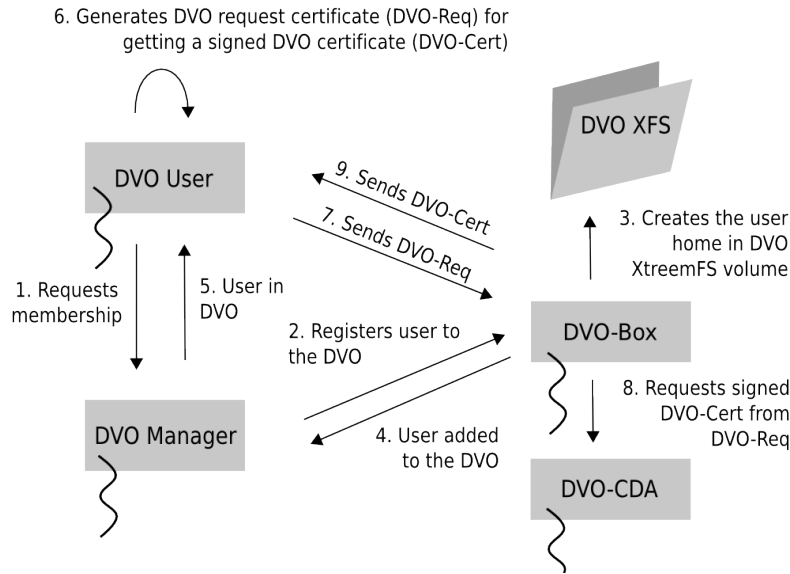 6. Generates DVO request certificate (DVO-Req) for
getting a signed DVO certificate (DVO-Cert)
DVO XFS
DVO User
9. Sends DVO-Cert
7. Sends DVO-Req
3. Creates the user
home in DVO
XtreemFS volume
1. Requests
membership
5. User in
DVO
2. Registers user to
the DVO
DVO-Box
8. Requests signed
DVO-Cert from
DVO-Req
4. User added
to the DVO
DVO Manager
DVO-CDA